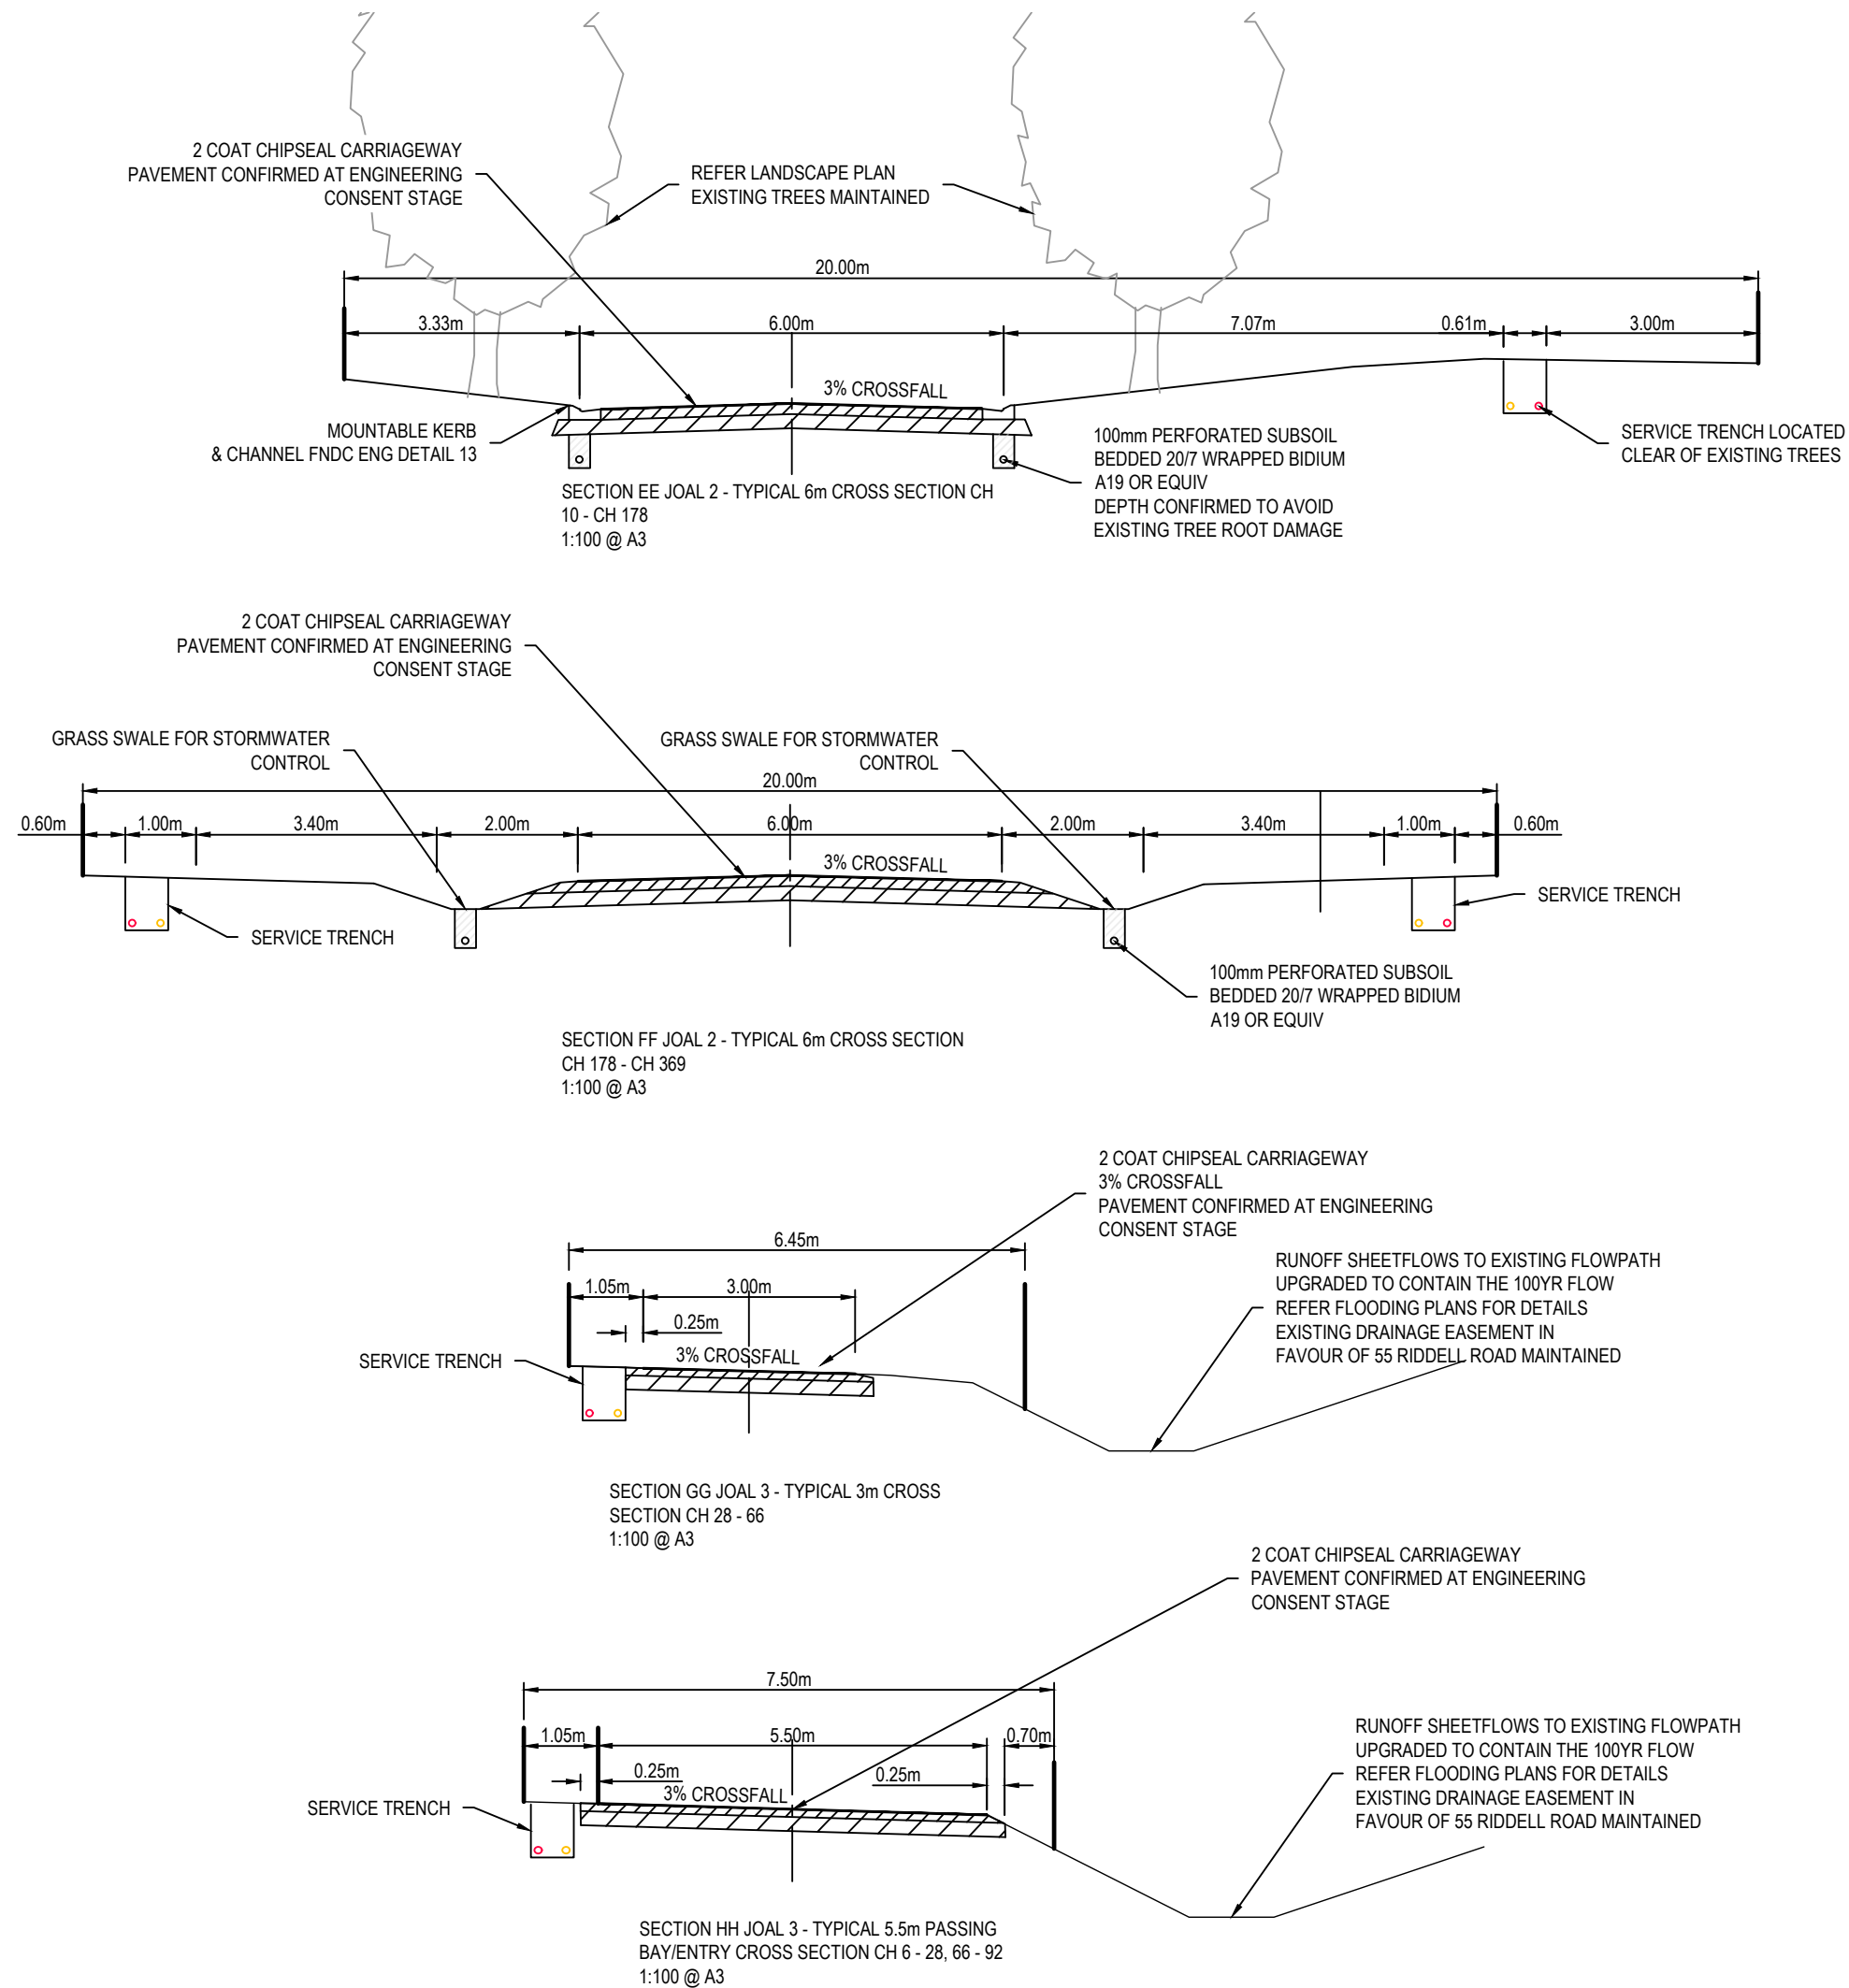 2 COAT CHIPSEAL CARRIAGEWAY
PAVEMENT CONFIRMED AT ENGINEERING
CONSENT STAGE
REFER LANDSCAPE PLAN
EXISTING TREES MAINTAINED
20.00m
3.33m
6.00m
7.07m
0.61m
3.00m
3% CROSSFALL
MOUNTABLE KERB
& CHANNEL FNDC ENG DETAIL 13
100mm PERFORATED SUBSOIL
BEDDED 20/7 WRAPPED BIDIUM
A19 OR EQUIV
DEPTH CONFIRMED TO AVOID
EXISTING TREE ROOT DAMAGE
SERVICE TRENCH LOCATED
CLEAR OF EXISTING TREES
SECTION EE JOAL 2 - TYPICAL 6m CROSS SECTION CH
10 - CH 178
1:100 @ A3
2 COAT CHIPSEAL CARRIAGEWAY
PAVEMENT CONFIRMED AT ENGINEERING
CONSENT STAGE
GRASS SWALE FOR STORMWATER
CONTROL
GRASS SWALE FOR STORMWATER
CONTROL
20.00m
0.60m
1.00m
3.40m
2.00m
6.00m
2.00m
3.40m
1.00m
0.60m
3% CROSSFALL
SERVICE TRENCH
SERVICE TRENCH
100mm PERFORATED SUBSOIL
BEDDED 20/7 WRAPPED BIDIUM
A19 OR EQUIV
SECTION FF JOAL 2 - TYPICAL 6m CROSS SECTION
CH 178 - CH 369
1:100 @ A3
2 COAT CHIPSEAL CARRIAGEWAY
3% CROSSFALL
PAVEMENT CONFIRMED AT ENGINEERING
CONSENT STAGE
6.45m
1.05m
3.00m
0.25m
3% CROSSFALL
SERVICE TRENCH
RUNOFF SHEETFLOWS TO EXISTING FLOWPATH
UPGRADED TO CONTAIN THE 100YR FLOW
REFER FLOODING PLANS FOR DETAILS
EXISTING DRAINAGE EASEMENT IN
FAVOUR OF 55 RIDDELL ROAD MAINTAINED
SECTION GG JOAL 3 - TYPICAL 3m CROSS
SECTION CH 28 - 66
1:100 @ A3
2 COAT CHIPSEAL CARRIAGEWAY
PAVEMENT CONFIRMED AT ENGINEERING
CONSENT STAGE
7.50m
1.05m
5.50m
0.70m
0.25m
0.25m
3% CROSSFALL
SERVICE TRENCH
RUNOFF SHEETFLOWS TO EXISTING FLOWPATH
UPGRADED TO CONTAIN THE 100YR FLOW
REFER FLOODING PLANS FOR DETAILS
EXISTING DRAINAGE EASEMENT IN
FAVOUR OF 55 RIDDELL ROAD MAINTAINED
SECTION HH JOAL 3 - TYPICAL 5.5m PASSING
BAY/ENTRY CROSS SECTION CH 6 - 28, 66 - 92
1:100 @ A3